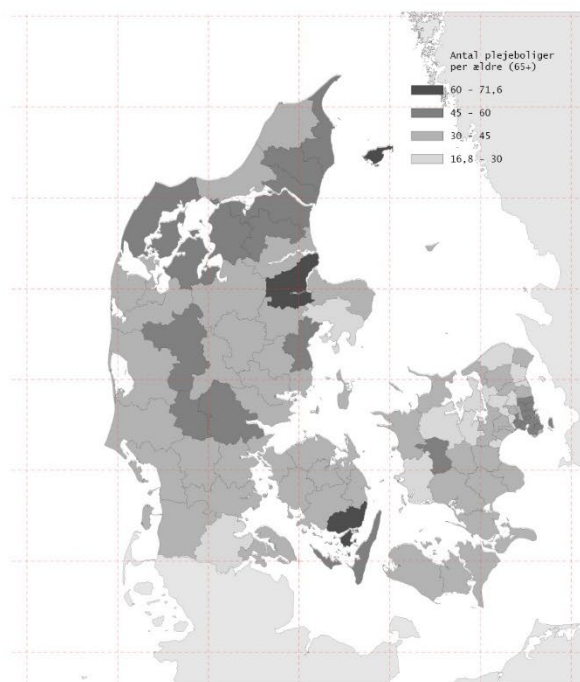 Antal plejeboliger
per ældre (65+)
60 - 71,6
45 - 60
30 - 45
16,8 - 30